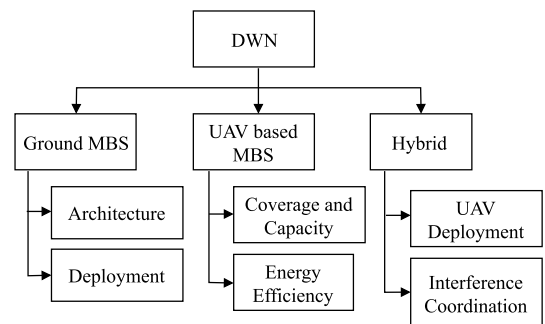 DWN
Ground MBS
UAV based
MBS
Hybrid
Architecture
Deployment
Coverage and
Capacity
Energy
Efficiency
UAV
Deployment
Interference
Coordination